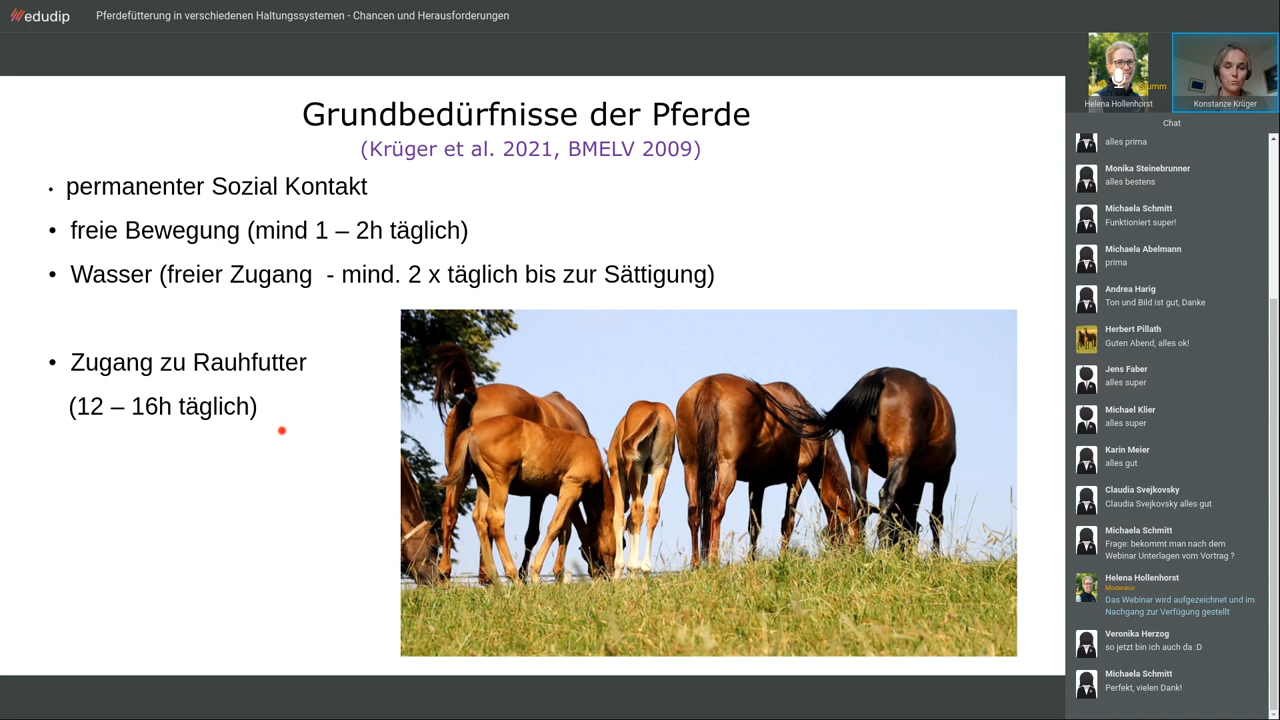 edudip
Pferdefütterung in verschiedenen Haltungssystemen - Chancen und Herausforderungen
Grundbedürfnisse der Pferde
(Krüger et al. 2021, BMELV 2009)
• permanenter Sozial Kontakt
• freie Bewegung (mind 1 – 2h täglich)
• Wasser (freier Zugang - mind. 2 x täglich bis zur Sättigung)
• Zugang zu Rauhfutter
(12 – 16h täglich)
Helena Hollenhorst
Konstanze Krüger
Chat
alles prima
Monika Steinebrunner
alles bestens
Michaela Schmitt
Funktioniert super!
Michaela Abelmann
prima
Andrea Harig
Ton und Bild ist gut, Danke
Herbert Pillath
Guten Abend, alles ok!
Jens Faber
alles super
Michael Klier
alles super
Karin Meier
alles gut
Claudia Svejkovsky
Claudia Svejkovsky alles gut
Michaela Schmitt
Frage: bekommt man nach dem
Webinar Unterlagen vom Vortrag ?
Helena Hollenhorst
Moderator
Das Webinar wird aufgezeichnet und im
Nachgang zur Verfügung gestellt
Veronika Herzog
so jetzt bin ich auch da :D
Michaela Schmitt
Perfekt, vielen Dank!